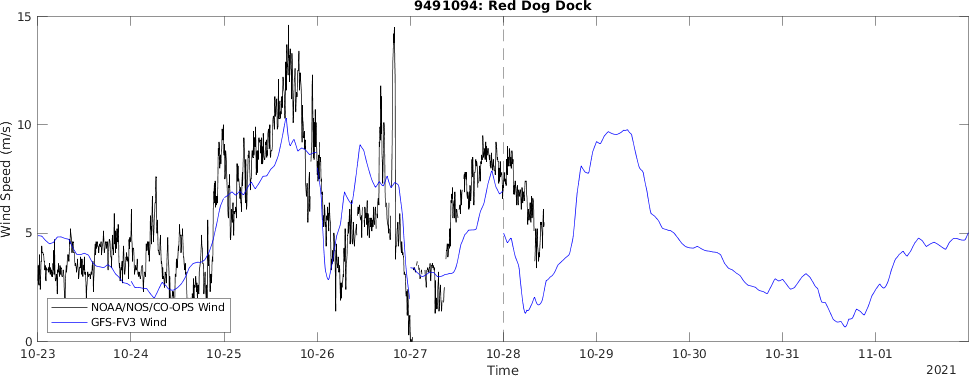 9491094: Red Dog Dock
15
10
5
0
Wind Speed (m/s)
NOAA/NOS/CO-OPS Wind
GFS-FV3 Wind
10-23 10-24 10-25 10-26 10-27 10-28 10-29 10-30 10-31 11-01
Time
2021